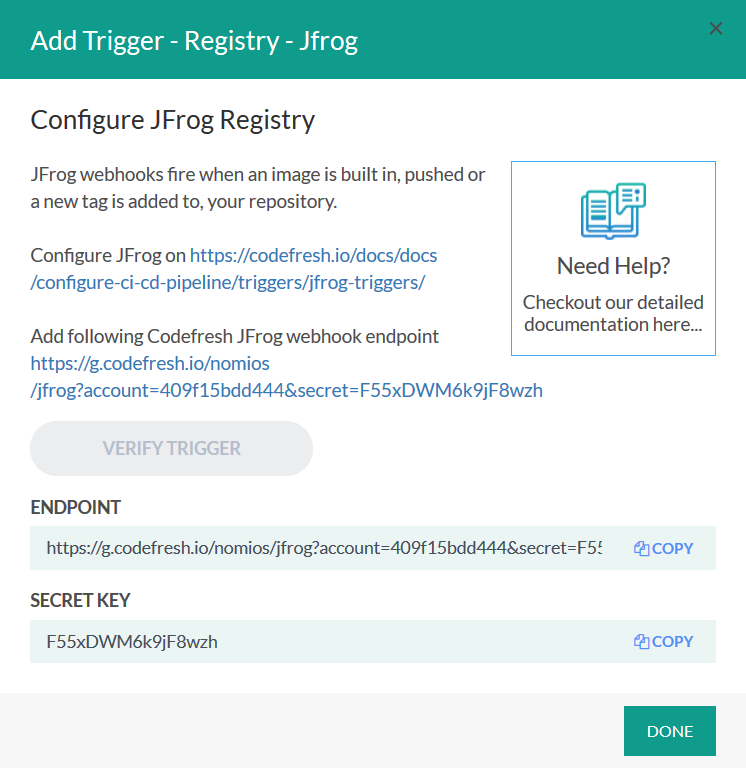 Add Trigger - Registry - Jfrog
×
Configure JFrog Registry
JFrog webhooks fire when an image is built in, pushed or
a new tag is added to, your repository.
Configure JFrog on https://codefresh.io/docs/docs
/configure-ci-cd-pipeline/triggers/jfrog-triggers/
Need Help?
Checkout our detailed
documentation here...
Add following Codefresh JFrog webhook endpoint
https://g.codefresh.io/nomios
/jfrog?account=409f15bdd444&secret=F55xDWM6k9jF8wzh
VERIFY TRIGGER
ENDPOINT
https://g.codefresh.io/nomios/jfrog?account=409f15bdd444&secret=F55
COPY
SECRET KEY
F55xDWM6k9jF8wzh
COPY
DONE